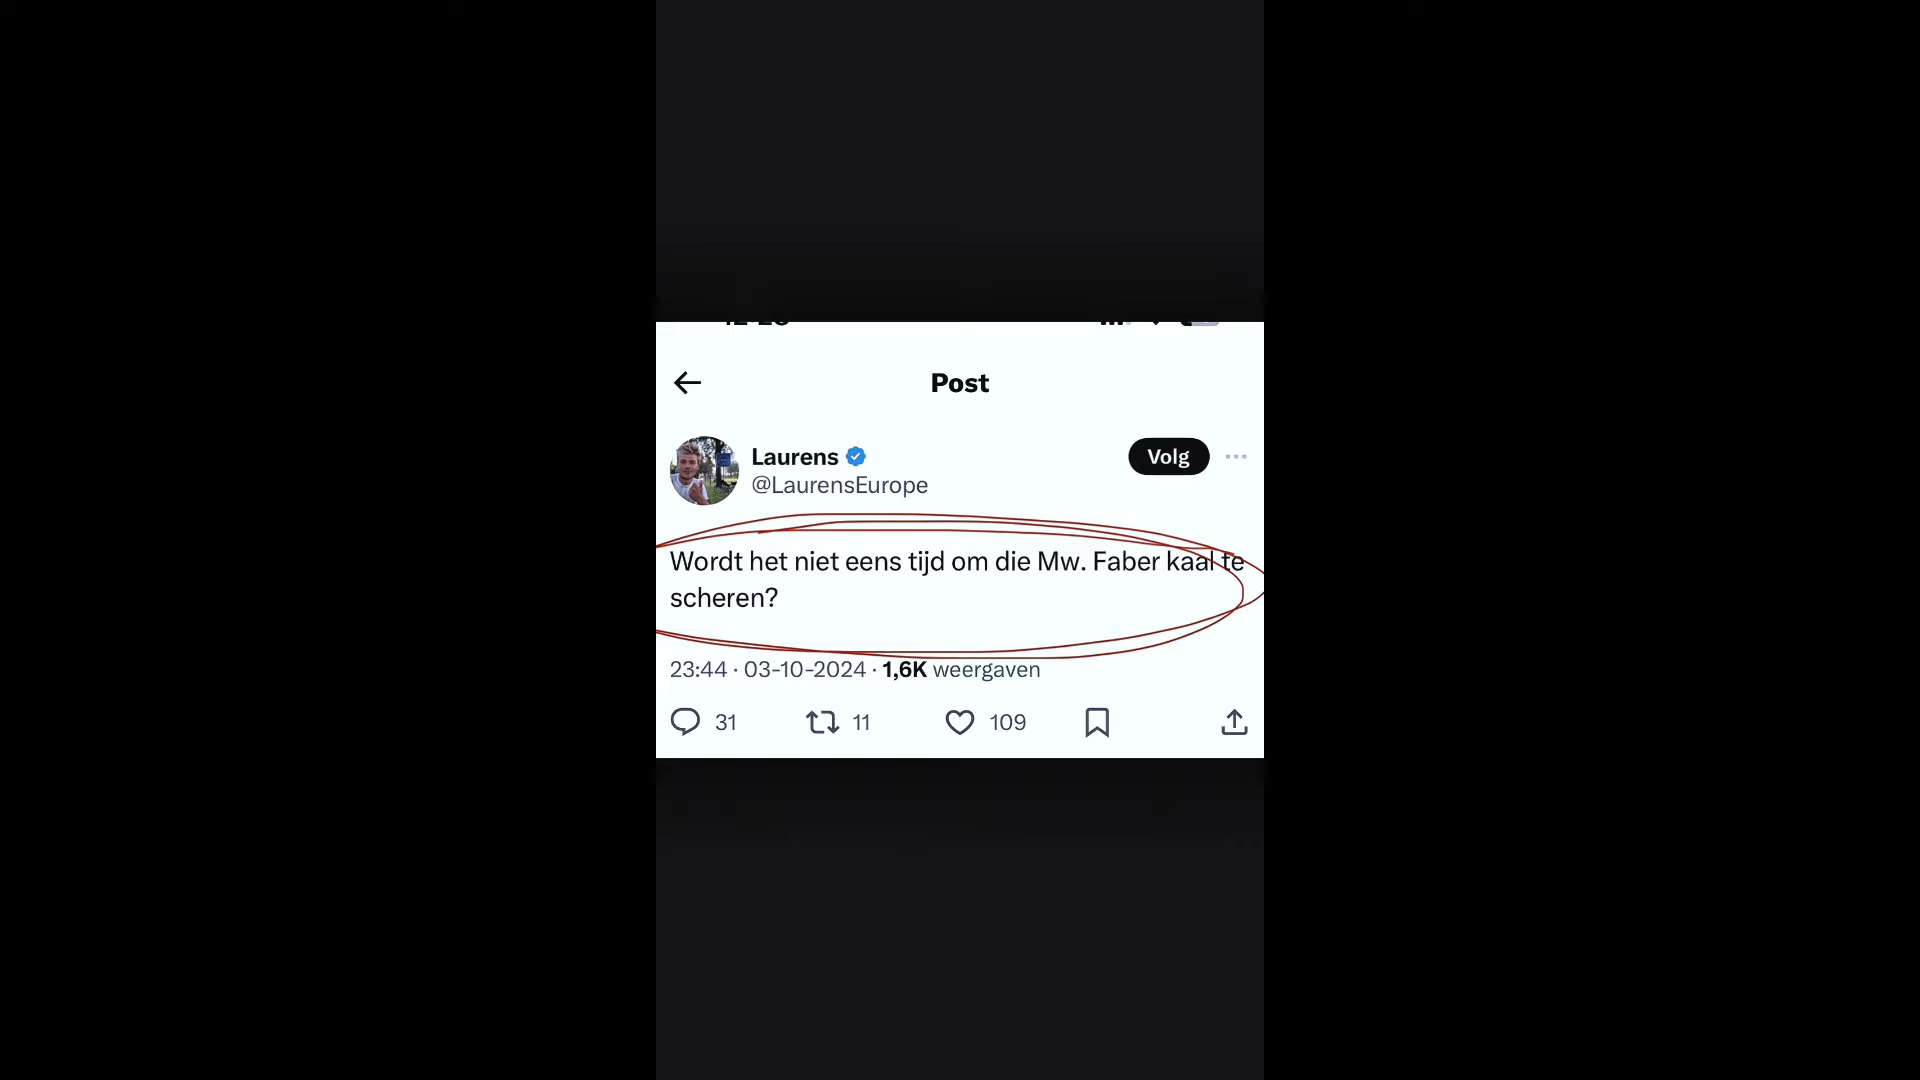 Post
Laurens
Volg
@LaurensEurope
Wordt het niet eens tijd om die Mw. Faber kaal te
scheren?
23:44 · 03-10-2024 · 1,6K weergaven
31 11 109